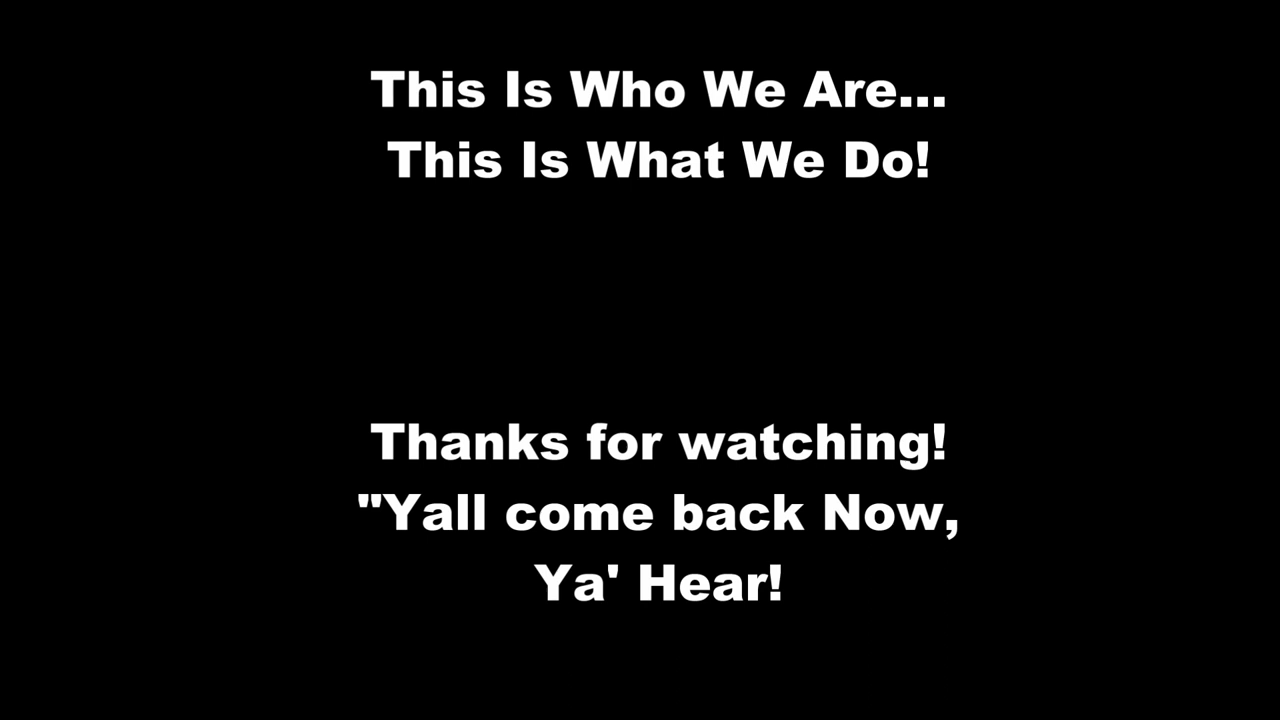 This Is Who We Are...
This Is What We Do!
Thanks for watching!
"Yall come back Now,
Ya' Hear!